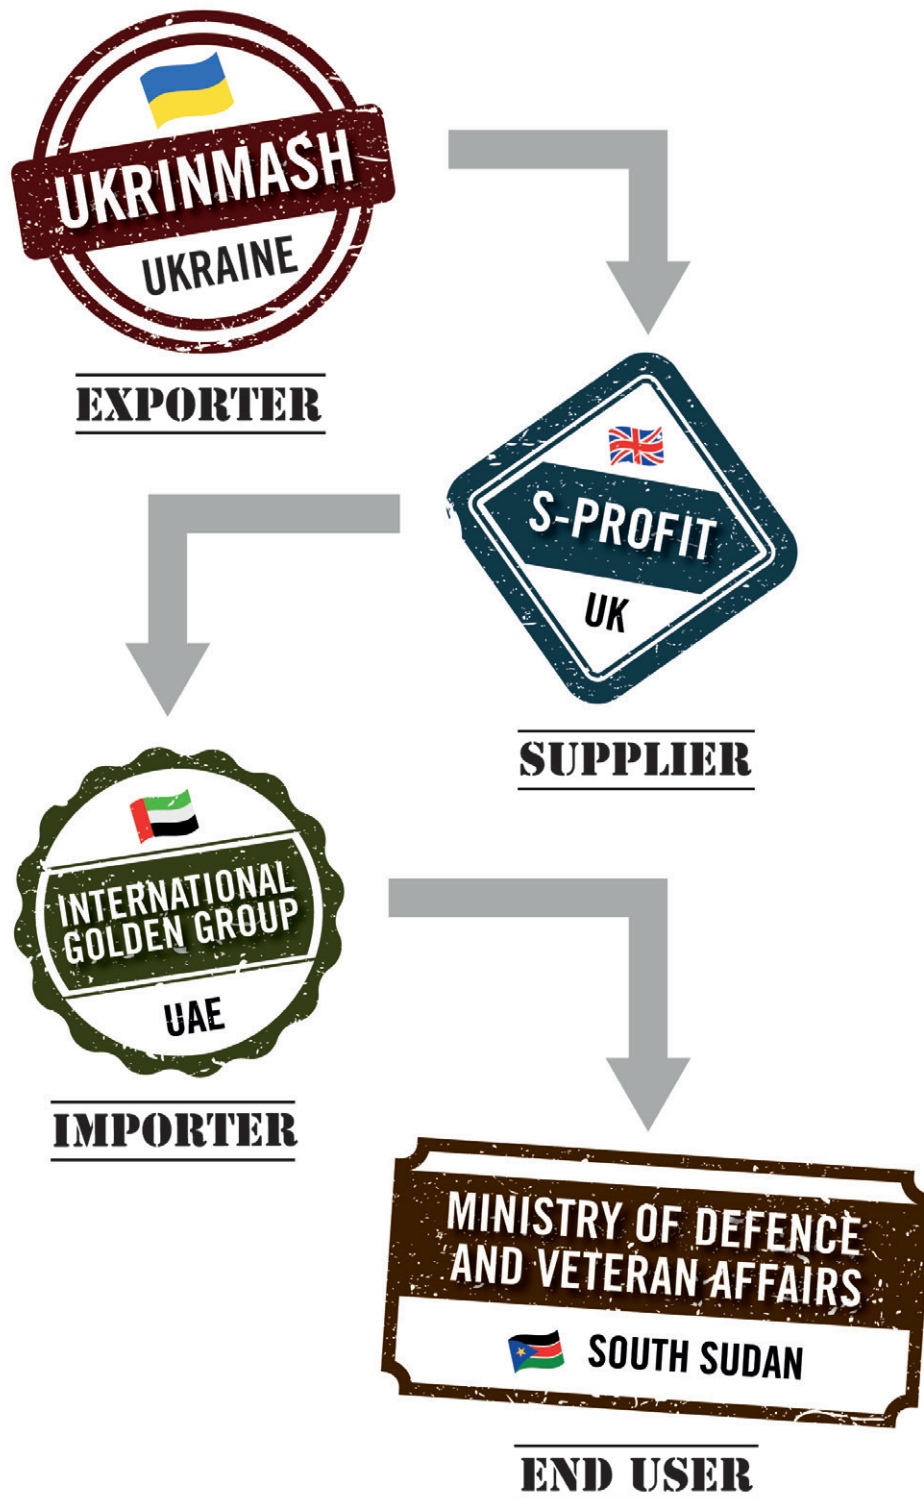 UKRINMASH
UKRAINE
EXPORTER
S-PROFIT
UK
SUPPLIER
INTERNATIONAL
GOLDEN GROUP
UAE
IMPORTER
MINISTRY OF DEFENCE
AND VETERAN AFFAIRS
SOUTH SUDAN
END USER